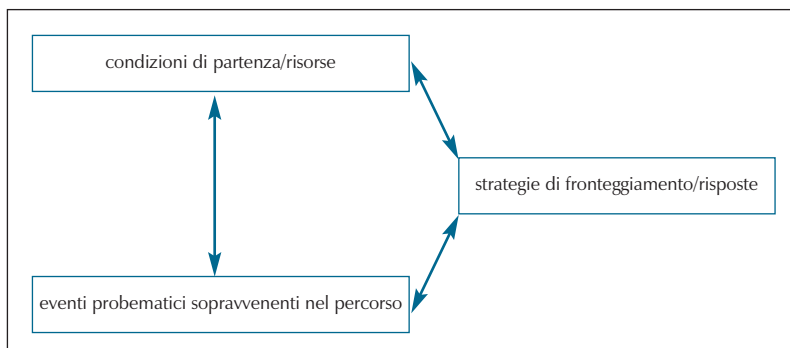 condizioni di partenza/risorse
strategie di fronteggiamento/risposte
eventi probematici sopravvenenti nel percorso